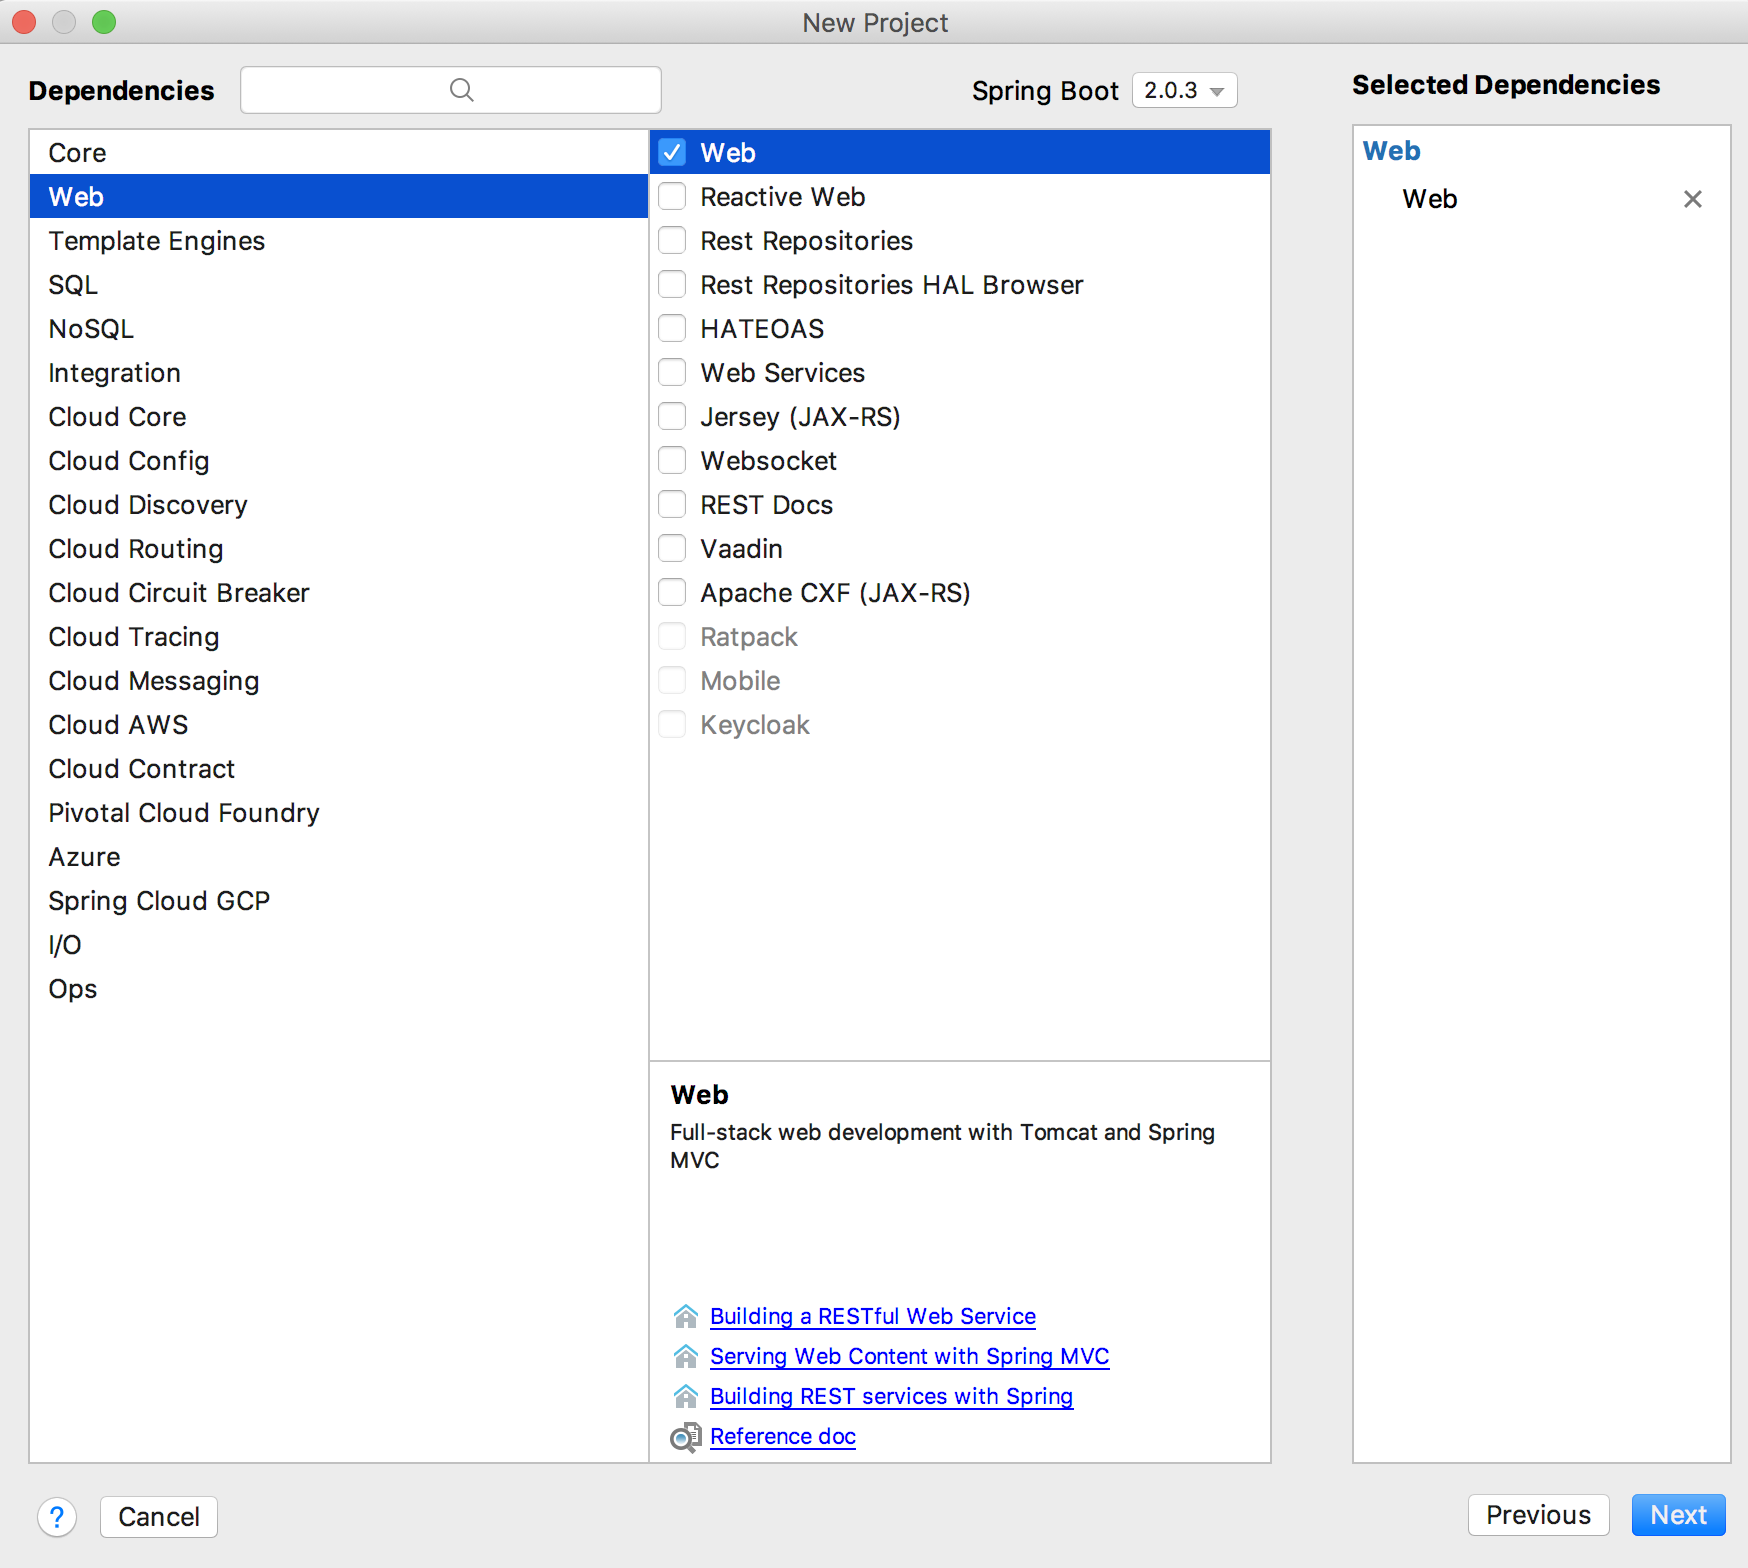 New Project
Dependencies
Spring Boot 2.0.3
Selected Dependencies
Core
Web
Template Engines
SQL
NoSQL
Integration
Cloud Core
Cloud Config
Cloud Discovery
Cloud Routing
Cloud Circuit Breaker
Cloud Tracing
Cloud Messaging
Cloud AWS
Cloud Contract
Pivotal Cloud Foundry
Azure
Spring Cloud GCP
I/O
Ops
Web
Reactive Web
Rest Repositories
Rest Repositories HAL Browser
HATEOAS
Web Services
Jersey (JAX-RS)
Websocket
REST Docs
Vaadin
Apache CXF (JAX-RS)
Ratpack
Mobile
Keycloak
Web
Full-stack web development with Tomcat and Spring
MVC
Building a RESTful Web Service
Serving Web Content with Spring MVC
Building REST services with Spring
Reference doc
Web
Web
?
Cancel
Previous
Next